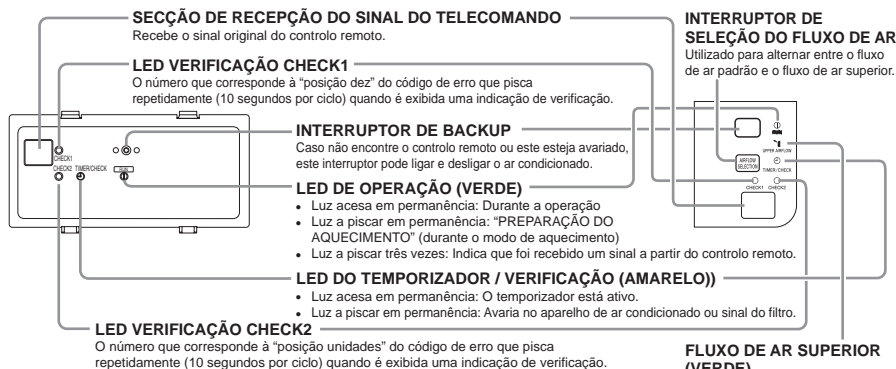 SECÇÃO DE RECEPÇÃO DO SINAL DO TELECOMANDO
Recebe o sinal original do controlo remoto.
LED VERIFICAÇÃO CHECK1
O número que corresponde à “posição dez” do código de erro que pisca
repetidamente (10 segundos por ciclo) quando é exibida uma indicação de verificação.
INTERRUPTOR DE BACKUP
Caso não encontre o controlo remoto ou este esteja avariado,
este interruptor pode ligar e desligar o ar condicionado.
LED DE OPERAÇÃO (VERDE)
• Luz acesa em permanência: Durante a operação
• Luz a piscar em permanência: “PREPARAÇÃO DO
AQUECIMENTO” (durante o modo de aquecimento)
• Luz a piscar três vezes: Indica que foi recebido um sinal a partir do controlo remoto.
LED DO TEMPORIZADOR / VERIFICAÇÃO (AMARELO))
• Luz acesa em permanência: O temporizador está ativo.
• Luz a piscar em permanência: Avaria no aparelho de ar condicionado ou sinal do filtro.
LED VERIFICAÇÃO CHECK2
O número que corresponde à “posição unidades” do código de erro que pisca
repetidamente (10 segundos por ciclo) quando é exibida uma indicação de verificação.
INTERRUPTOR DE
SELEÇÃO DO FLUXO DE AR
Utilizado para alternar entre o fluxo
de ar padrão e o fluxo de ar superior.
FLUXO DE AR SUPERIOR
(VERDE)
CHECK1
CHECK2 TIMER/CHECK
UPPER AIRFLOW
AIRFLOW
SELECTION
TIMER/CHECK
CHECK1 CHECK2